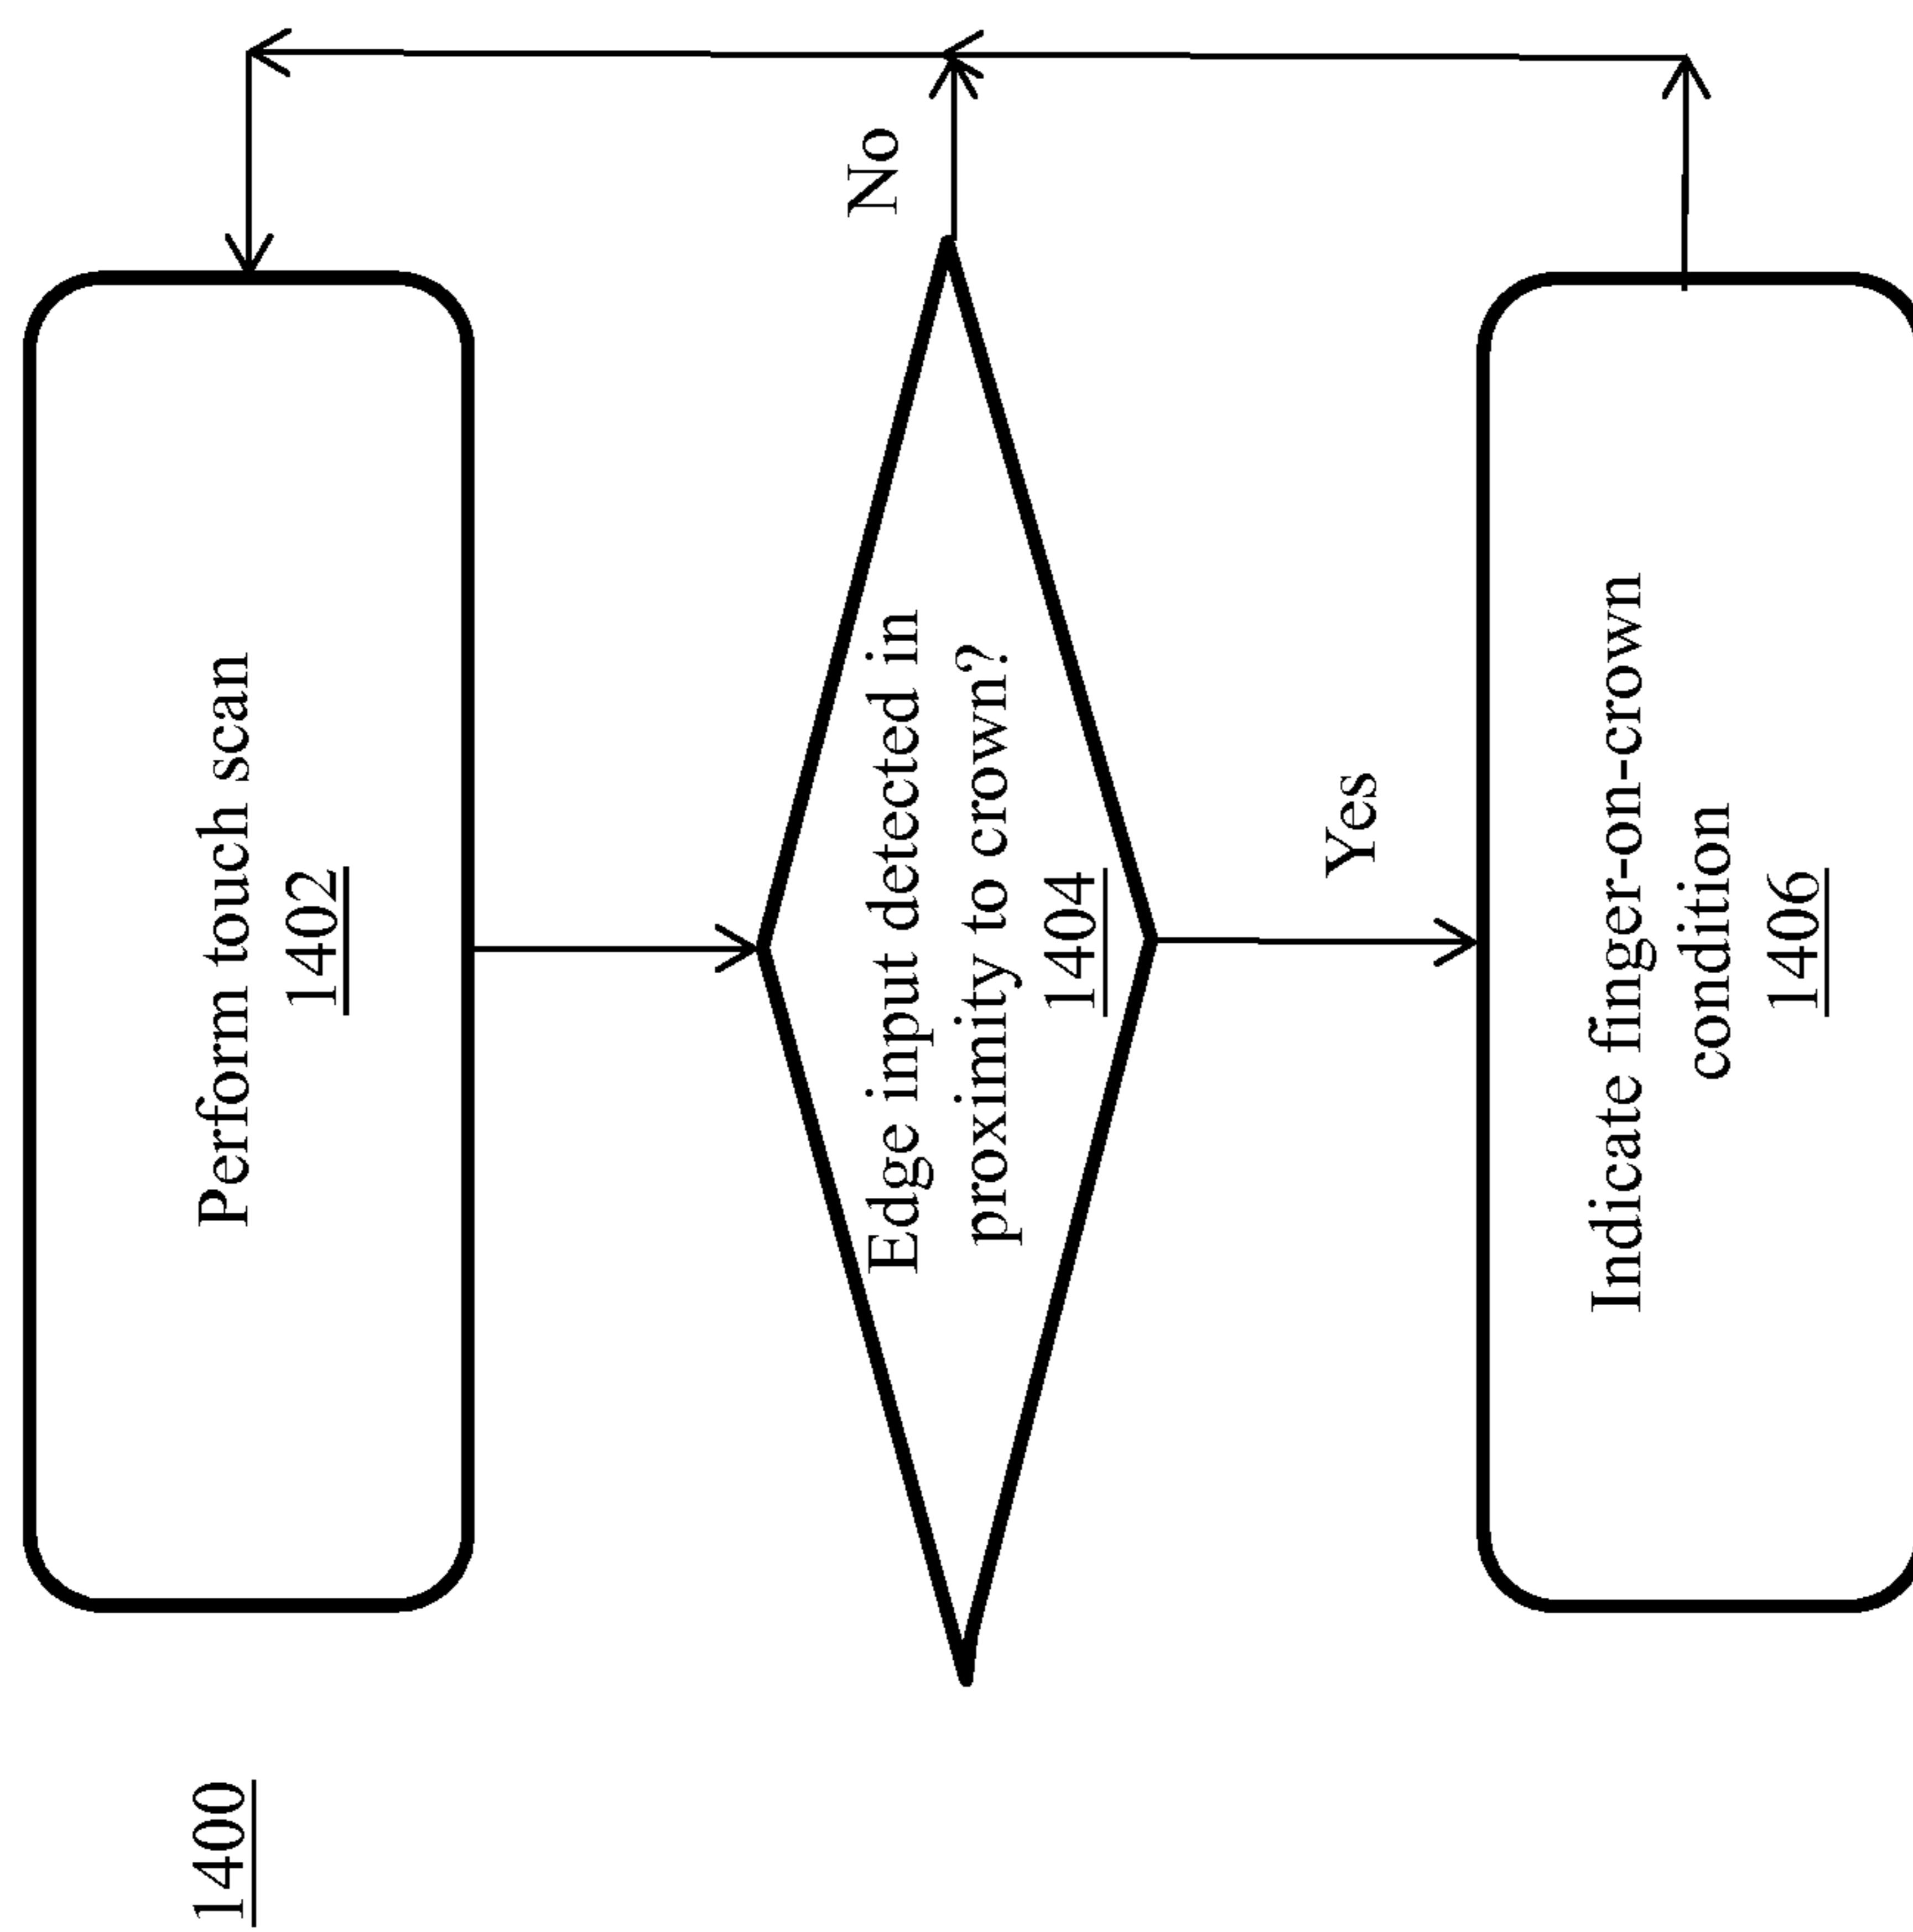 1400
Perform touch scan
1402
Edge input detected in
proximity to crown?
1404
No
Yes
Indicate finger-on-crown
condition
1406